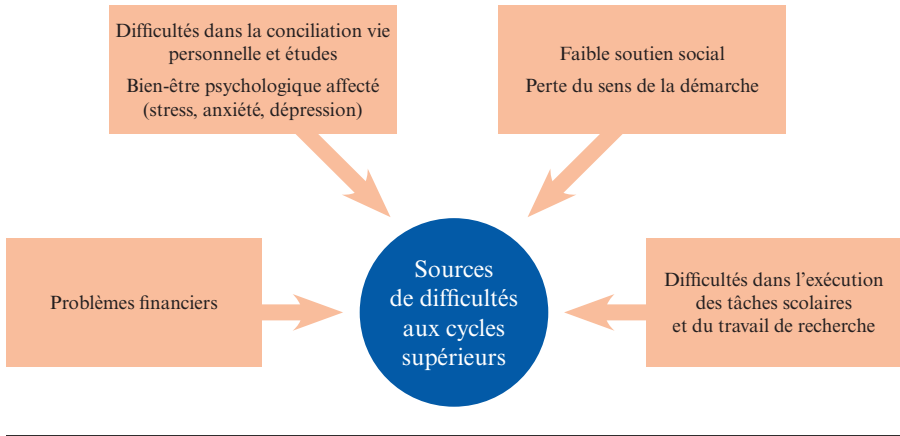 Difficultés dans la conciliation vie
personnelle et études
Bien-être psychologique affecté
(stress, anxiété, dépression)
Faible soutien social
Perte du sens de la démarche
Problèmes financiers
Sources
de difficultés
aux cycles
supérieurs
Difficultés dans l’exécution
des tâches scolaires
et du travail de recherche